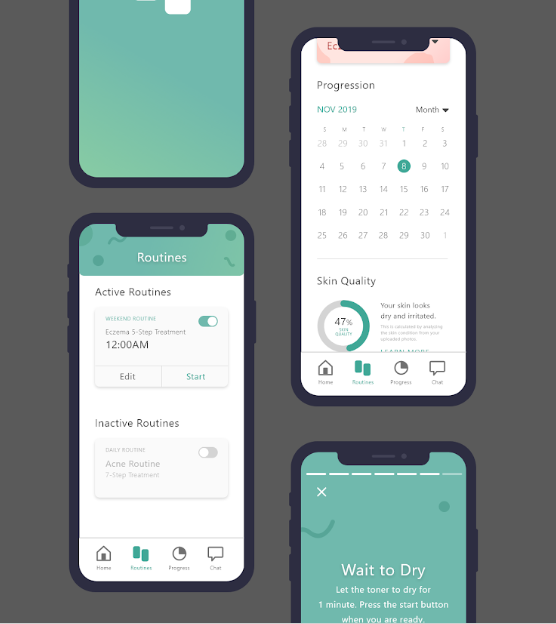 Routines
Active Routines
WEEKEND ROUTINE
Eczema 5-Step Treatment
12:00AM
Edit
Start
Inactive Routines
DAILY ROUTINE
Acne Routine
7-Step Treatment
Home Routines Progress Chat
Progression
NOV 2019
Month
S M T W T F S
28 29 30 31 1 2 3
4 5 6 7 8 9 10
11 11 13 14 15 16 17
18 19 20 21 22 23 24
25 25 27 28 29 30 1
Skin Quality
47%
SKIN
QUALITY
Your skin looks
dry and irritated.
This is calculated by analysing
the skin condition from your
uploaded photos.
LEARN MORE
Home Routines Progress Chat
Wait to Dry
Let the toner to dry for
1 minute. Press the start button
when you are ready.